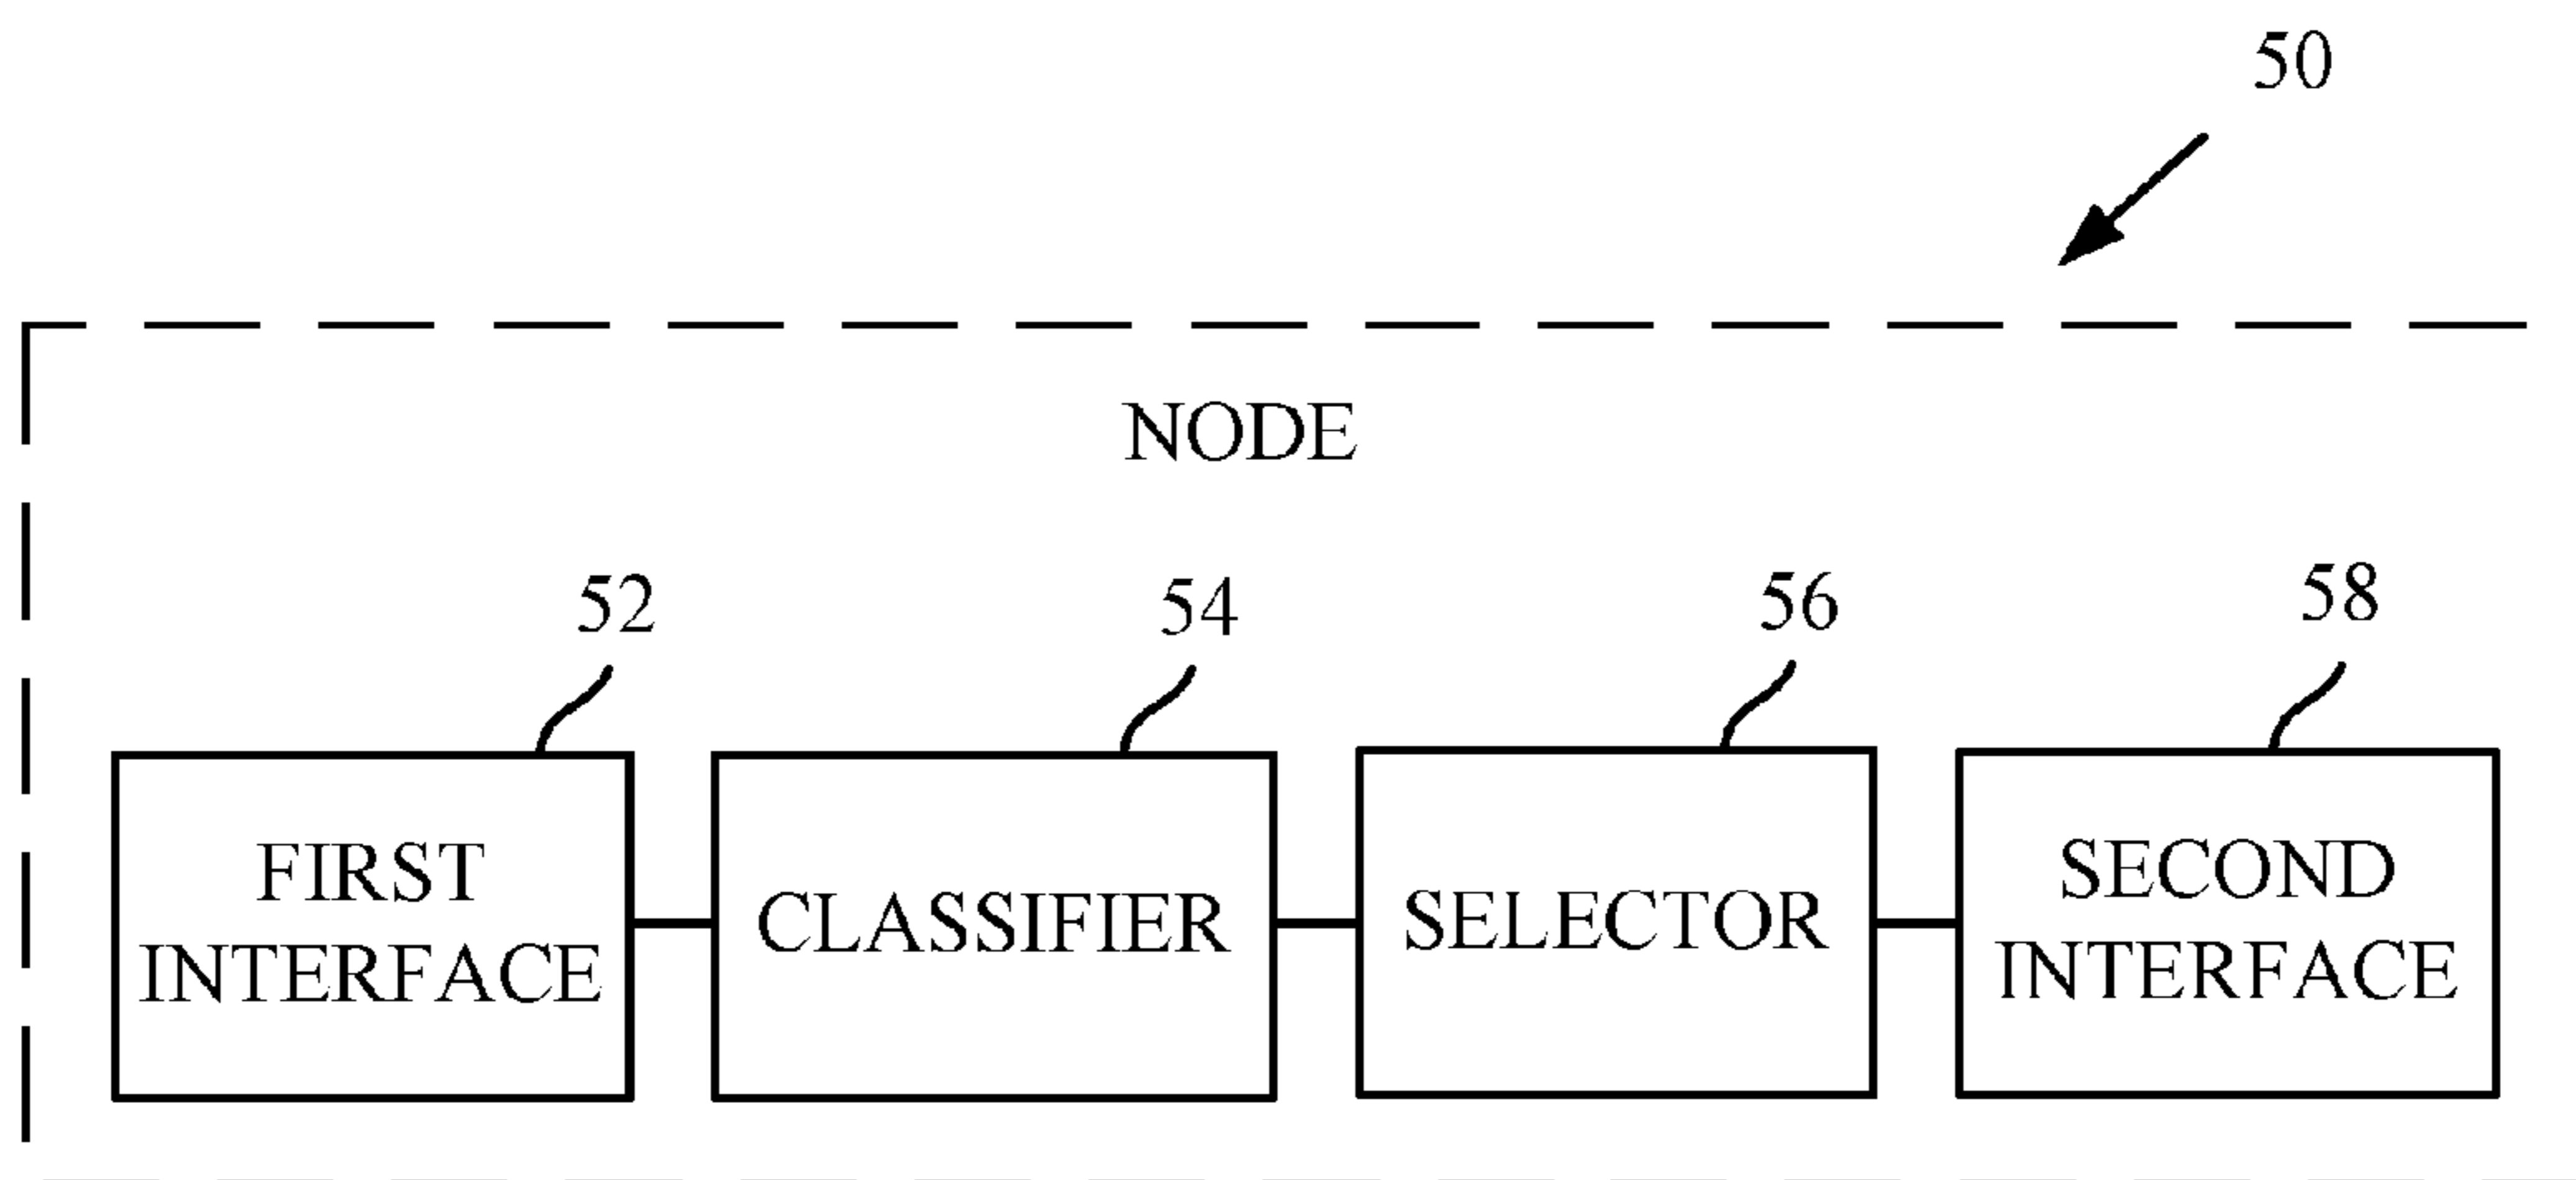 50
NODE
52
54
56
58
FIRST
INTERFACE
CLASSIFIER
SELECTOR
SECOND
INTERFACE